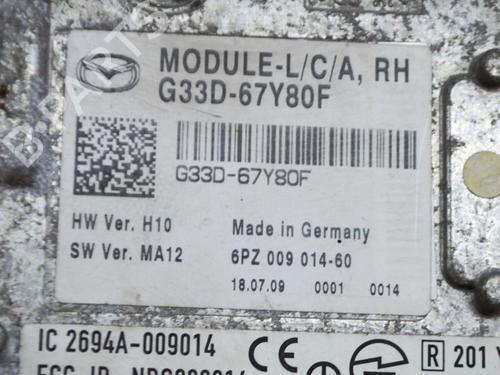 MODULE-L/C/A, RH
G33D-67Y80F
G33D-67Y80F
HW Ver. H10 Made in Germany
SW Ver. MA12 6PZ 009 014-60
18.07.09 0001 0014
IC 2694A-009014 CE R 201